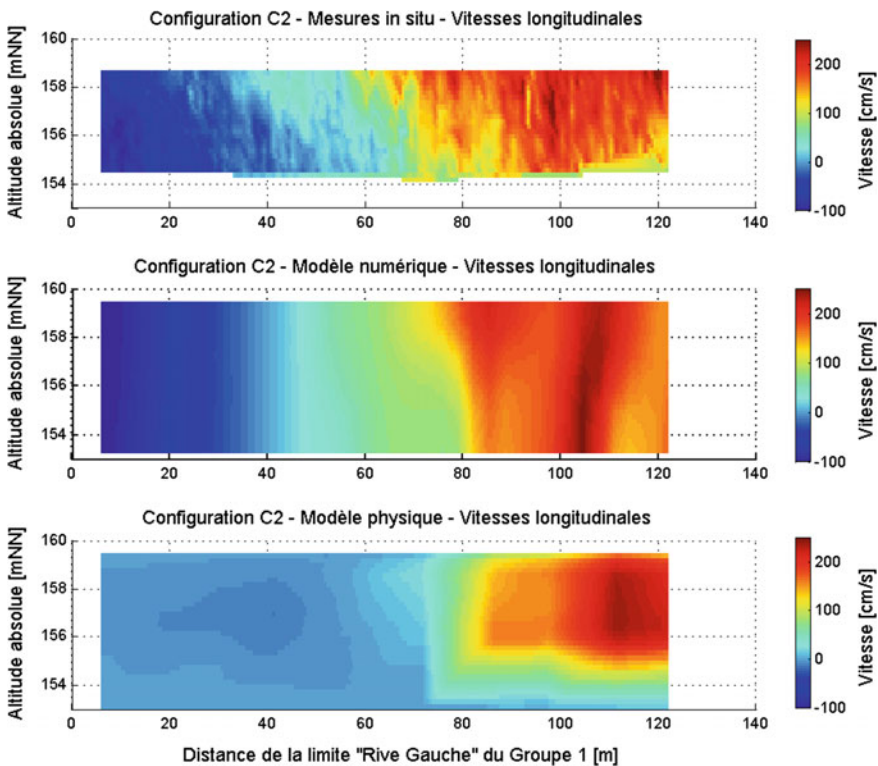 Configuration C2 - Mesures in situ - Vitesses longitudinales
Altitude absolue [mNN]
160
158
156
154
0 20 40 60 80 100 120 140
200
100
0
-100
Vitesse [cm/s]
Configuration C2 - Modèle numérique - Vitesses longitudinales
Altitude absolue [mNN]
160
158
156
154
0 20 40 60 80 100 120 140
200
100
0
-100
Vitesse [cm/s]
Configuration C2 - Modèle physique - Vitesses longitudinales
Altitude absolue [mNN]
160
158
156
154
0 20 40 60 80 100 120 140
200
100
0
-100
Vitesse [cm/s]
Distance de la limite "Rive Gauche" du Groupe 1 [m]